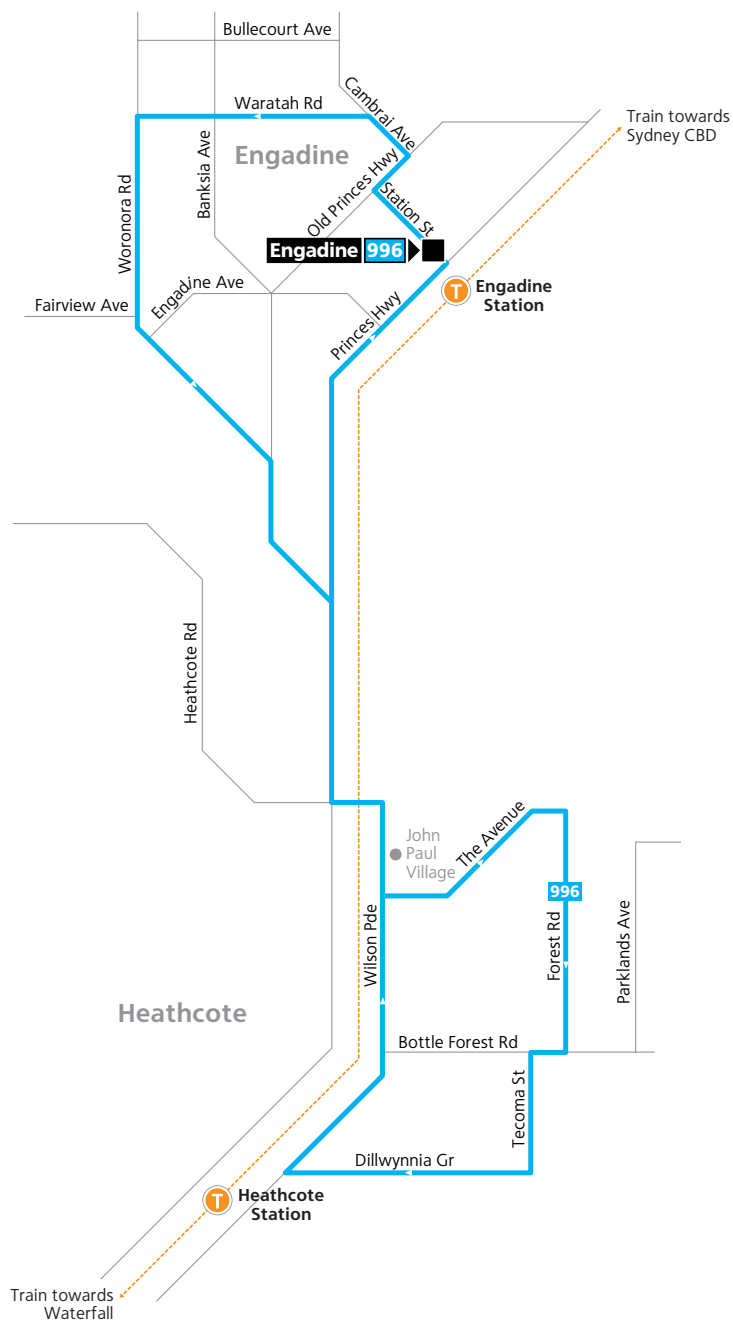 Bullecourt Ave
Cambrai Ave
Waratah Rd
Train towards
Sydney CBD
Engadine
Banksia Ave
Old Princes Hwy
Station St
Woronora Rd
Engadine 996
Engadine Ave
Fairview Ave
Princes Hwy
T
Engadine
Station
Heathcote Rd
John
Paul
Village
The Avenue
996
Wilson Pde
Forest Rd
Parklands Ave
Heathcote
Bottle Forest Rd
Tecoma St
Dillwynnia Gr
T
Heathcote
Station
Train towards
Waterfall